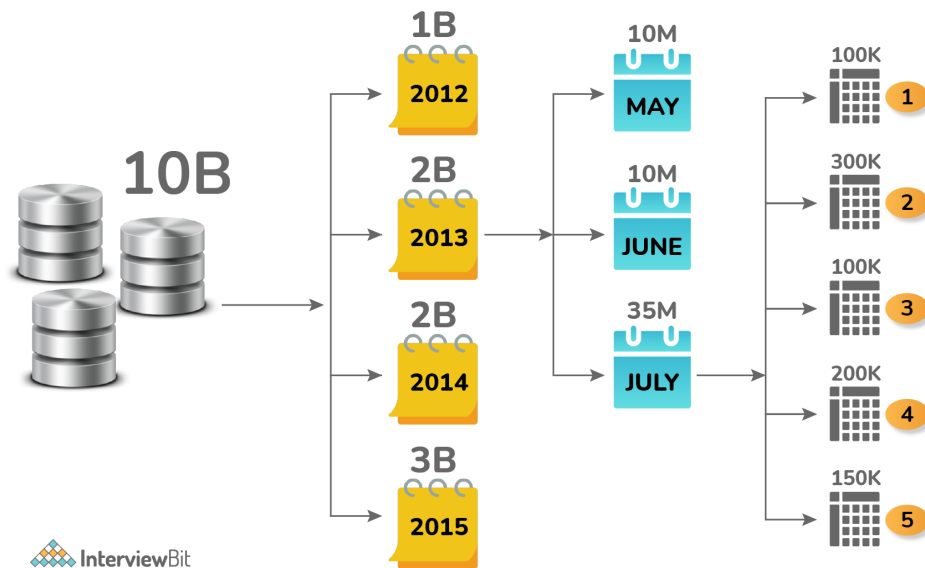 10B
1B
2012
2B
2013
2B
2014
3B
2015
10M
MAY
10M
JUNE
35M
JULY
100K
1
300K
2
100K
3
200K
4
150K
5
InterviewBit